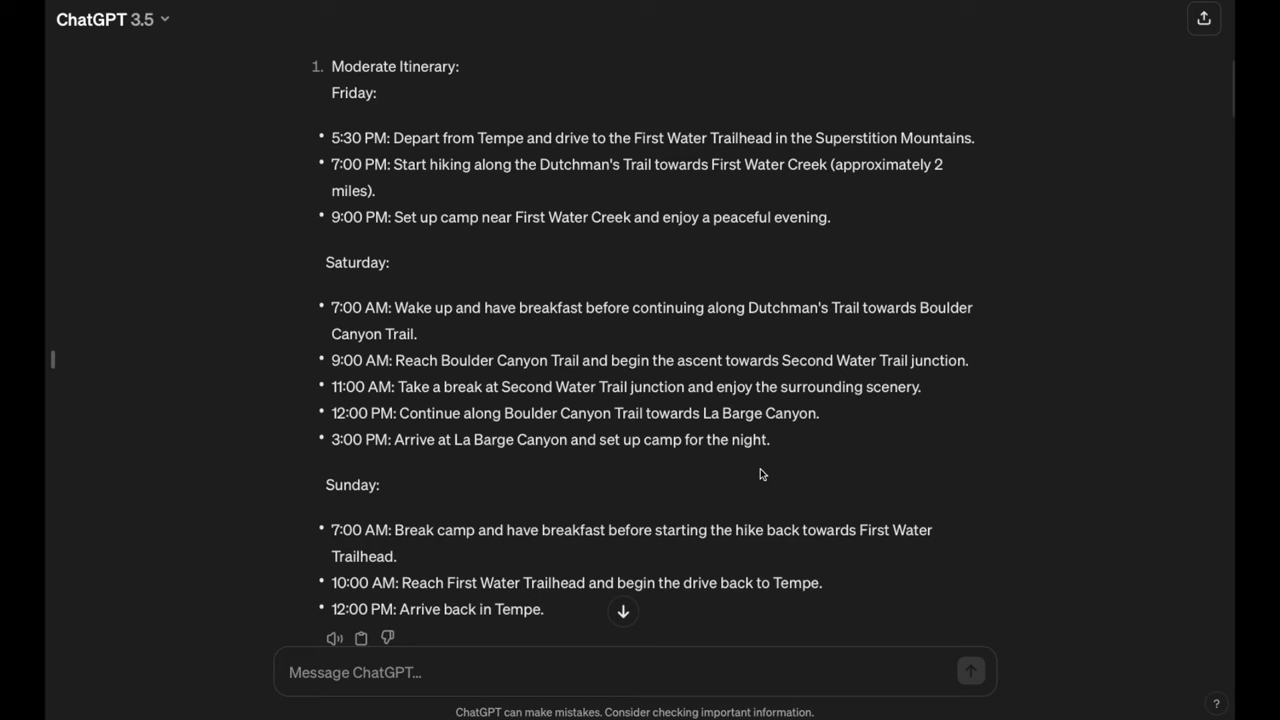 ChatGPT 3.5
1. Moderate Itinerary:
Friday:
• 5:30 PM: Depart from Tempe and drive to the First Water Trailhead in the Superstition Mountains.
• 7:00 PM: Start hiking along the Dutchman's Trail towards First Water Creek (approximately 2
miles).
• 9:00 PM: Set up camp near First Water Creek and enjoy a peaceful evening.
Saturday:
• 7:00 AM: Wake up and have breakfast before continuing along Dutchman's Trail towards Boulder
Canyon Trail.
• 9:00 AM: Reach Boulder Canyon Trail and begin the ascent towards Second Water Trail junction.
• 11:00 AM: Take a break at Second Water Trail junction and enjoy the surrounding scenery.
• 12:00 PM: Continue along Boulder Canyon Trail towards La Barge Canyon.
• 3:00 PM: Arrive at La Barge Canyon and set up camp for the night.
Sunday:
• 7:00 AM: Break camp and have breakfast before starting the hike back towards First Water
Trailhead.
• 10:00 AM: Reach First Water Trailhead and begin the drive back to Tempe.
• 12:00 PM: Arrive back in Tempe.
Message ChatGPT...
ChatGPT can make mistakes. Consider checking important information.
?